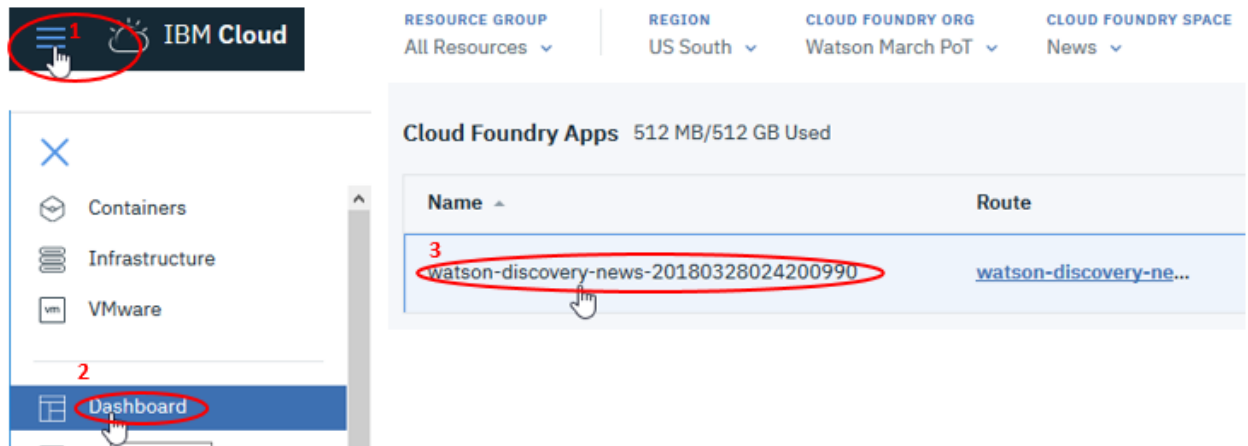 1
IBM Cloud
RESOURCE GROUP
All Resources
REGION
US South
CLOUD FOUNDRY ORG
Watson March PoT
CLOUD FOUNDRY SPACE
News
Containers
Infrastructure
vm VMware
2
Dashboard
Cloud Foundry Apps 512 MB/512 GB Used
Name Route
3
watson-discovery-news-20180328024200990 watson-discovery-ne...